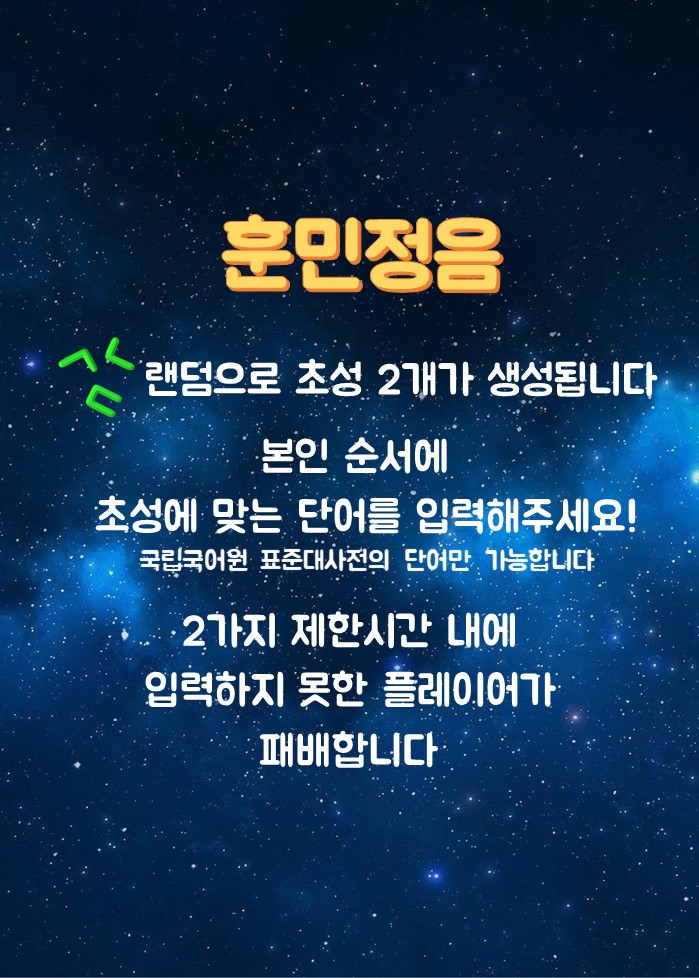 훈민정음
ㄱㄴㄷ 랜덤으로 초성 2개가 생성됩니다
본인 순서에
초성에 맞는 단어를 입력해주세요!
국립국어원 표준대사전의 단어만 가능합니다
2가지 제한시간 내에
입력하지 못한 플레이어가
패배합니다